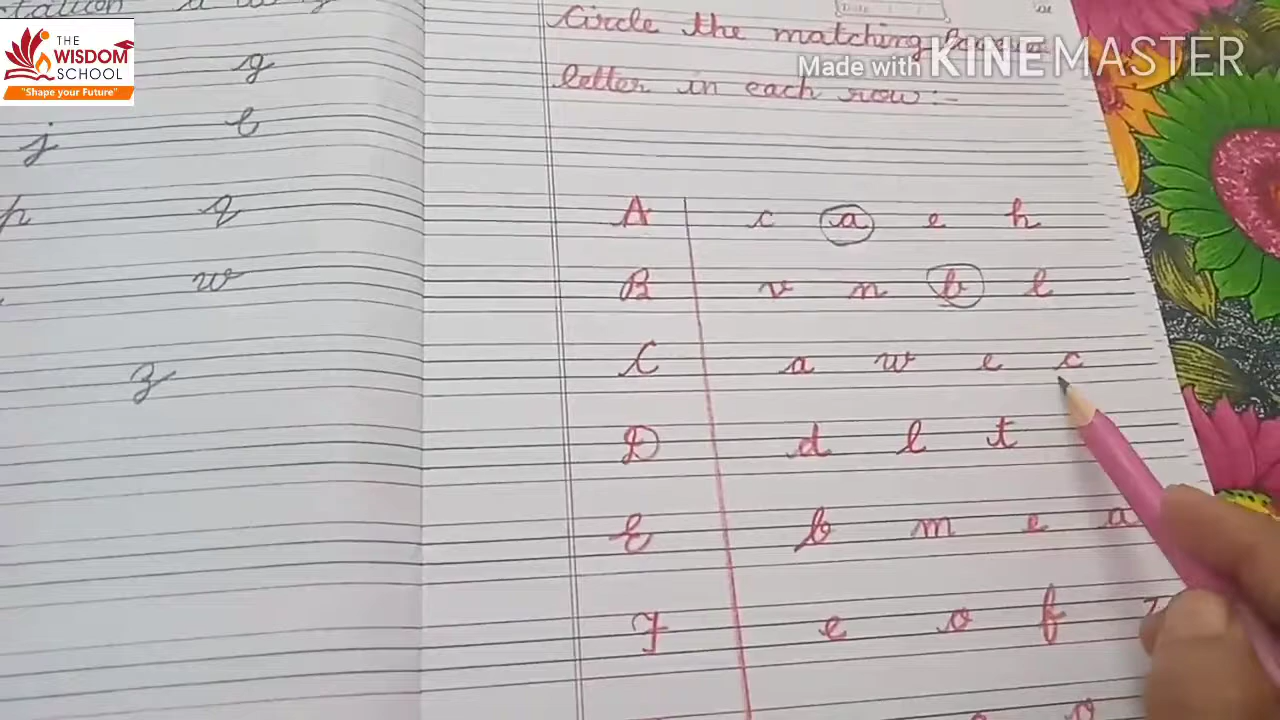 THE
WISDOM
SCHOOL
"Shape your Future"
Made with KINEMASTER
g
j t
p q
w
z
Circle the matching
letter in each row:-
A c a e h
B v n b l
C a w e c
D d l t
E b m e a
F e o f